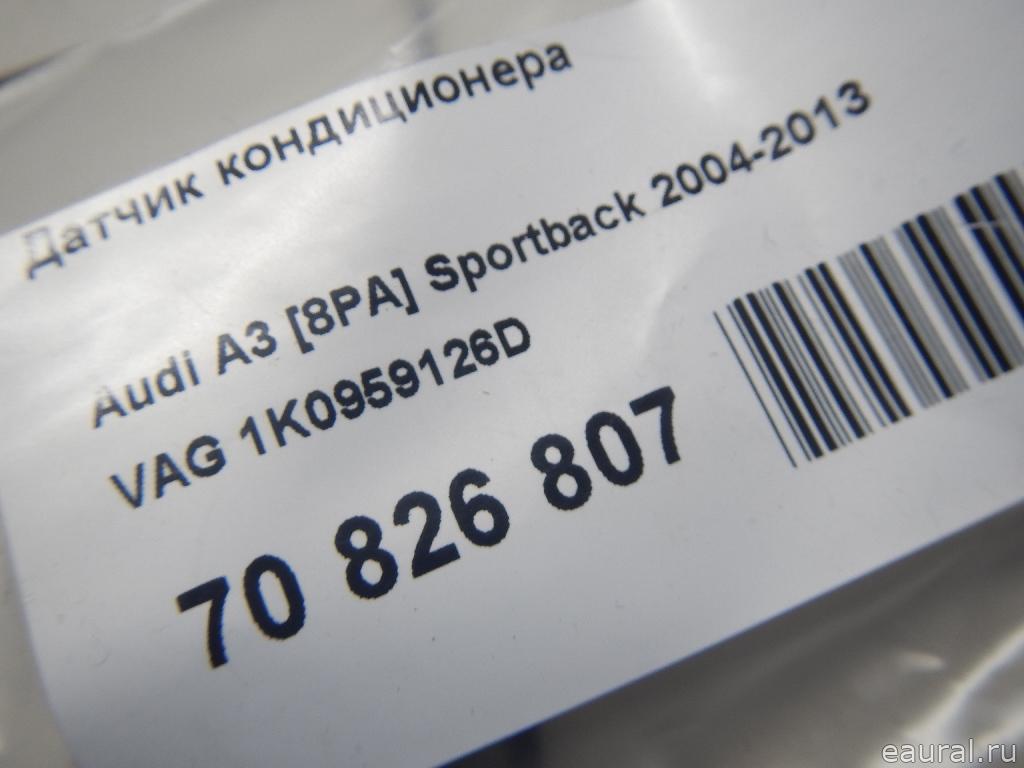 Датчик кондиционера
Audi A3 [8PA] Sportback 2004-2013
VAG 1K0959126D
70 826 807
eaural.ru